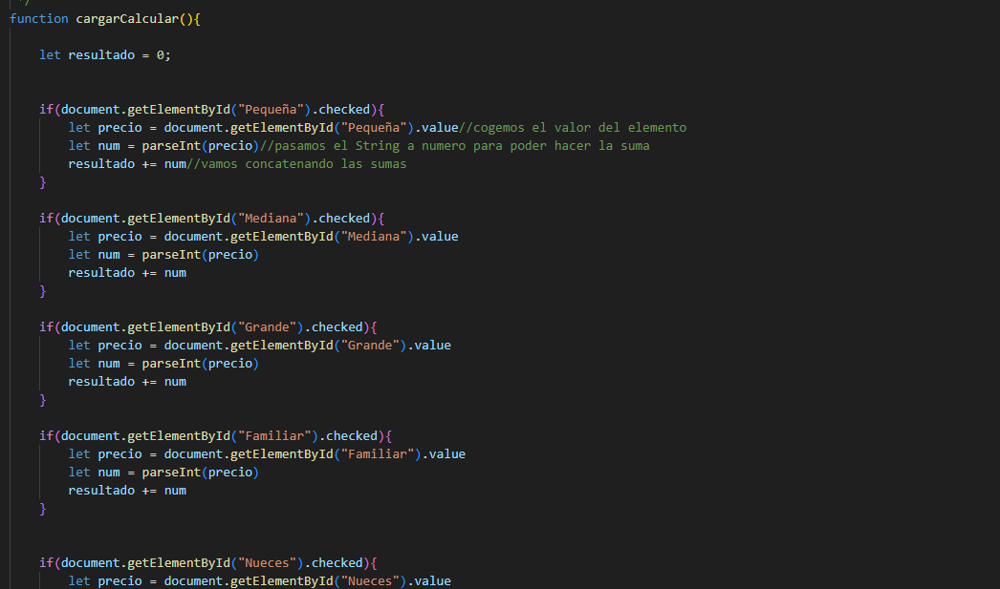 */
function cargarCalcular(){
let resultado = 0;
if(document.getElementById("Pequeña").checked){
let precio = document.getElementById("Pequeña").value//cogemos el valor del elemento
let num = parseInt(precio)//pasamos el String a numero para poder hacer la suma
resultado += num//vamos concatenando las sumas
}
if(document.getElementById("Mediana").checked){
let precio = document.getElementById("Mediana").value
let num = parseInt(precio)
resultado += num
}
if(document.getElementById("Grande").checked){
let precio = document.getElementById("Grande").value
let num = parseInt(precio)
resultado += num
}
if(document.getElementById("Familiar").checked){
let precio = document.getElementById("Familiar").value
let num = parseInt(precio)
resultado += num
}
if(document.getElementById("Nueces").checked){
let precio = document.getElementById("Nueces").value